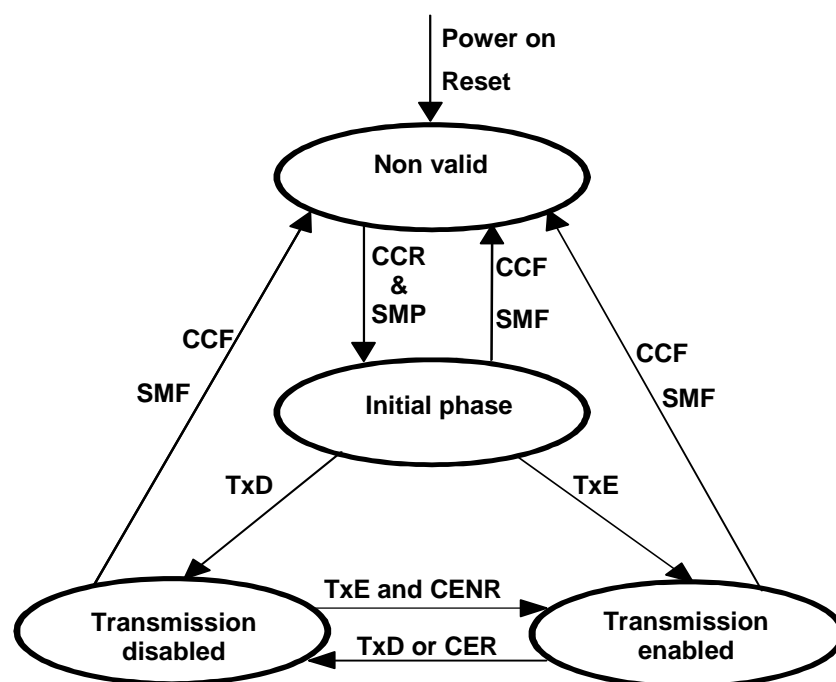 Power on
Reset
Non valid
CCR
&
SMP
CCF
SMF
CCF
SMF
CCF
SMF
Initial phase
TxD
TxE
TxE and CENR
Transmission
disabled
TxD or CER
Transmission
enabled